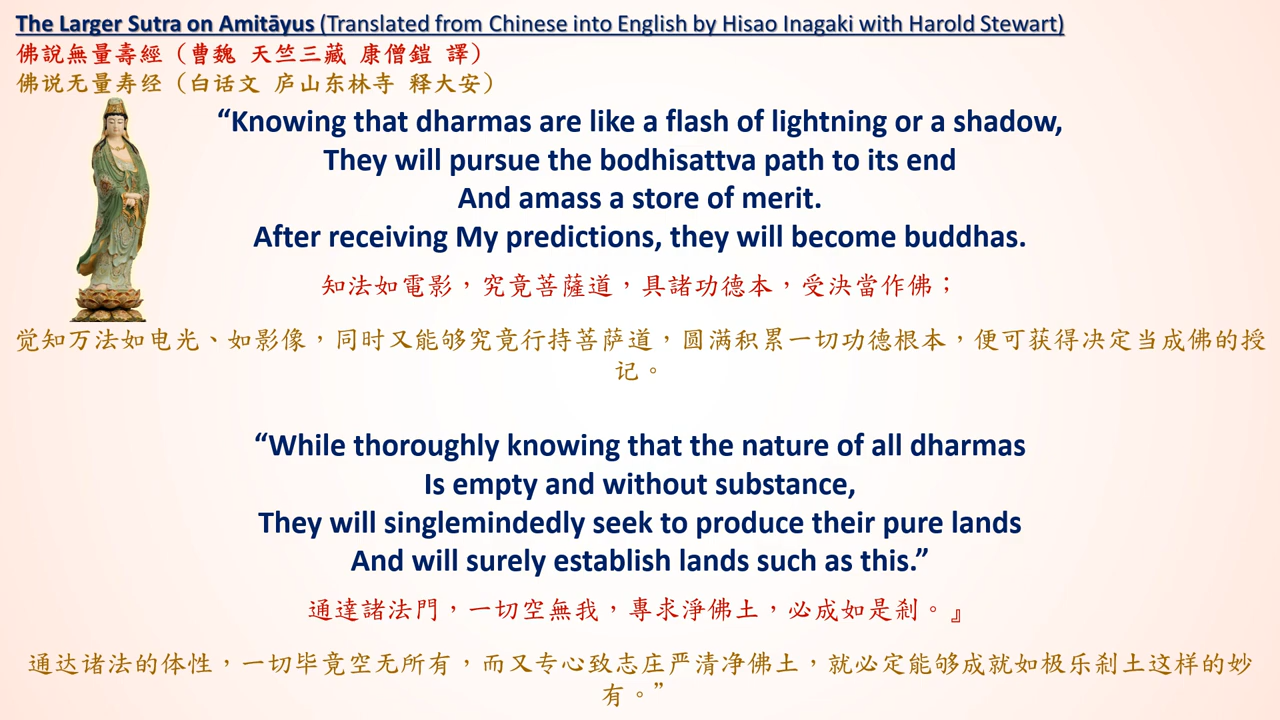 The Larger Sutra on Amitāyus (Translated from Chinese into English by Hisao Inagaki with Harold Stewart)
佛說無量壽經（曹魏 天竺三藏 康僧鎧 譯）
佛说无量寿经（白话文 庐山东林寺 释大安）
“Knowing that dharmas are like a flash of lightning or a shadow,
They will pursue the bodhisattva path to its end
And amass a store of merit.
After receiving My predictions, they will become buddhas.
知法如電影，究竟菩薩道，具諸功德本，受決當作佛；
觉知万法如电光、如影像，同时又能够究竟行持菩萨道，圆满积累一切功德根本，便可获得决定当成佛的授
记。
“While thoroughly knowing that the nature of all dharmas
Is empty and without substance,
They will singlemindedly seek to produce their pure lands
And will surely establish lands such as this.”
通達諸法門，一切空無我，專求淨佛土，必成如是剎。』
通达诸法的体性，一切毕竟空无所有，而又专心致志庄严清净佛土，就必定能够成就如极乐刹土这样的妙
有。”